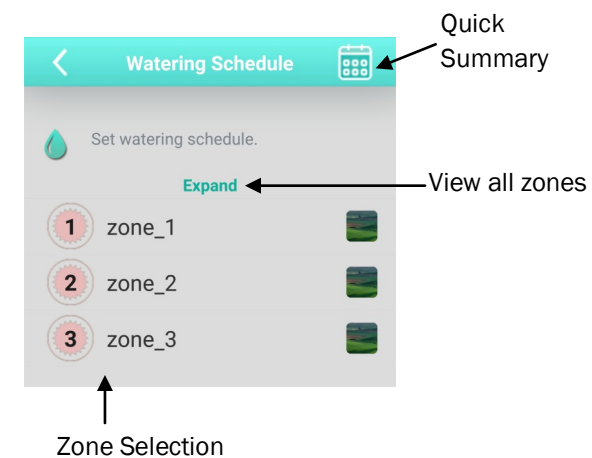 Quick
Summary
Watering Schedule
Set watering schedule.
Expand
View all zones
1 zone_1
2 zone_2
3 zone_3
Zone Selection